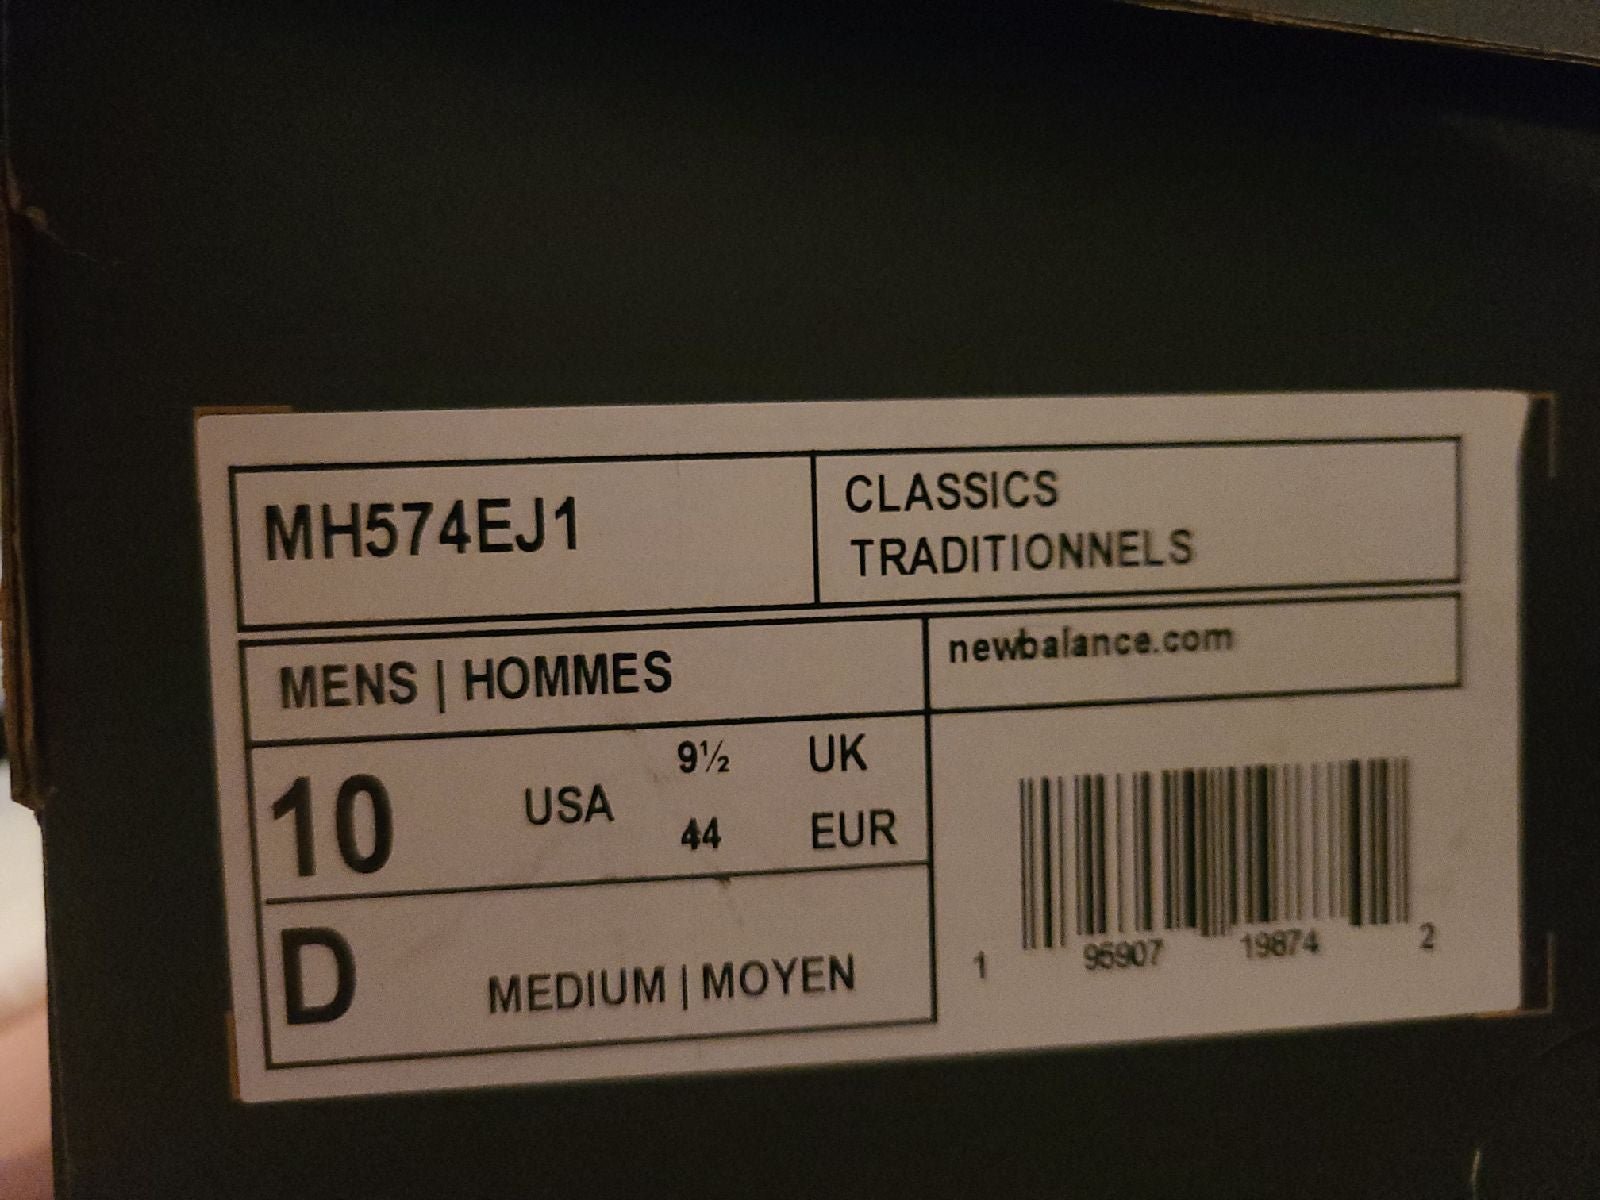 MH574EJ1
CLASSICS
TRADITIONNELS
MENS | HOMMES
newbalance.com
10 USA
9½ UK
44 EUR
D MEDIUM | MOYEN
1 95907 19874 2